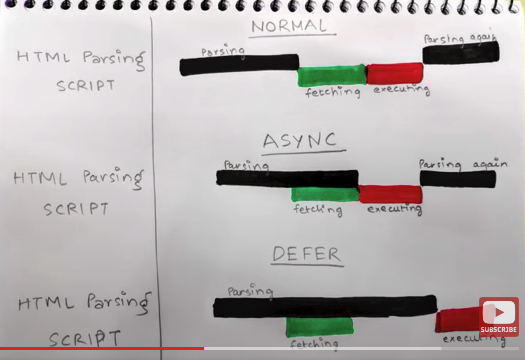 NORMAL
Parsing
Parsing again
HTML Parsing
SCRIPT
fetching
executing
ASYNC
Parsing
Parsing again
HTML Parsing
SCRIPT
fetching
executing
DEFER
Parsing
HTML Parsing
SCRIPT
fetching
executing
SUBSCRIBE